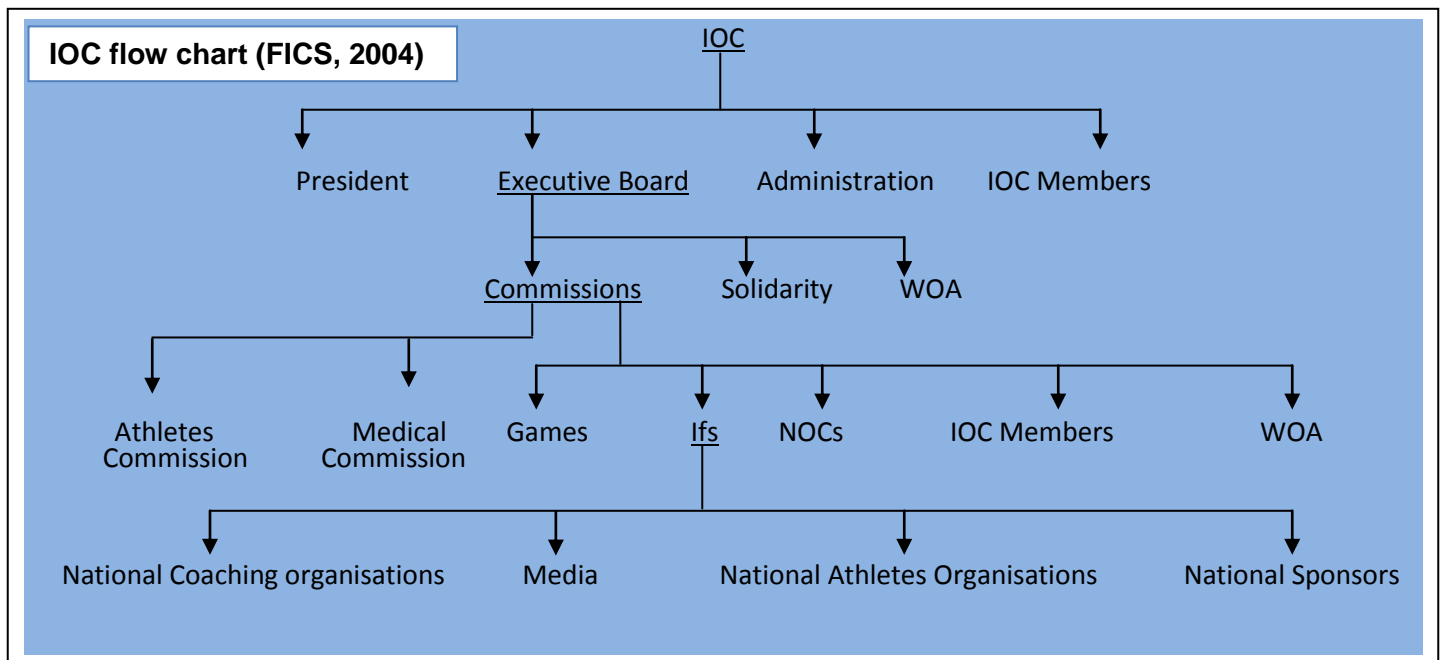 IOC flow chart (FICS, 2004)
IOC
President Executive Board Administration IOC Members
Commissions Solidarity WOA
Athletes Commission
Medical Commission
Games Ifs NOCs IOC Members WOA
National Coaching organisations Media National Athletes Organisations National Sponsors